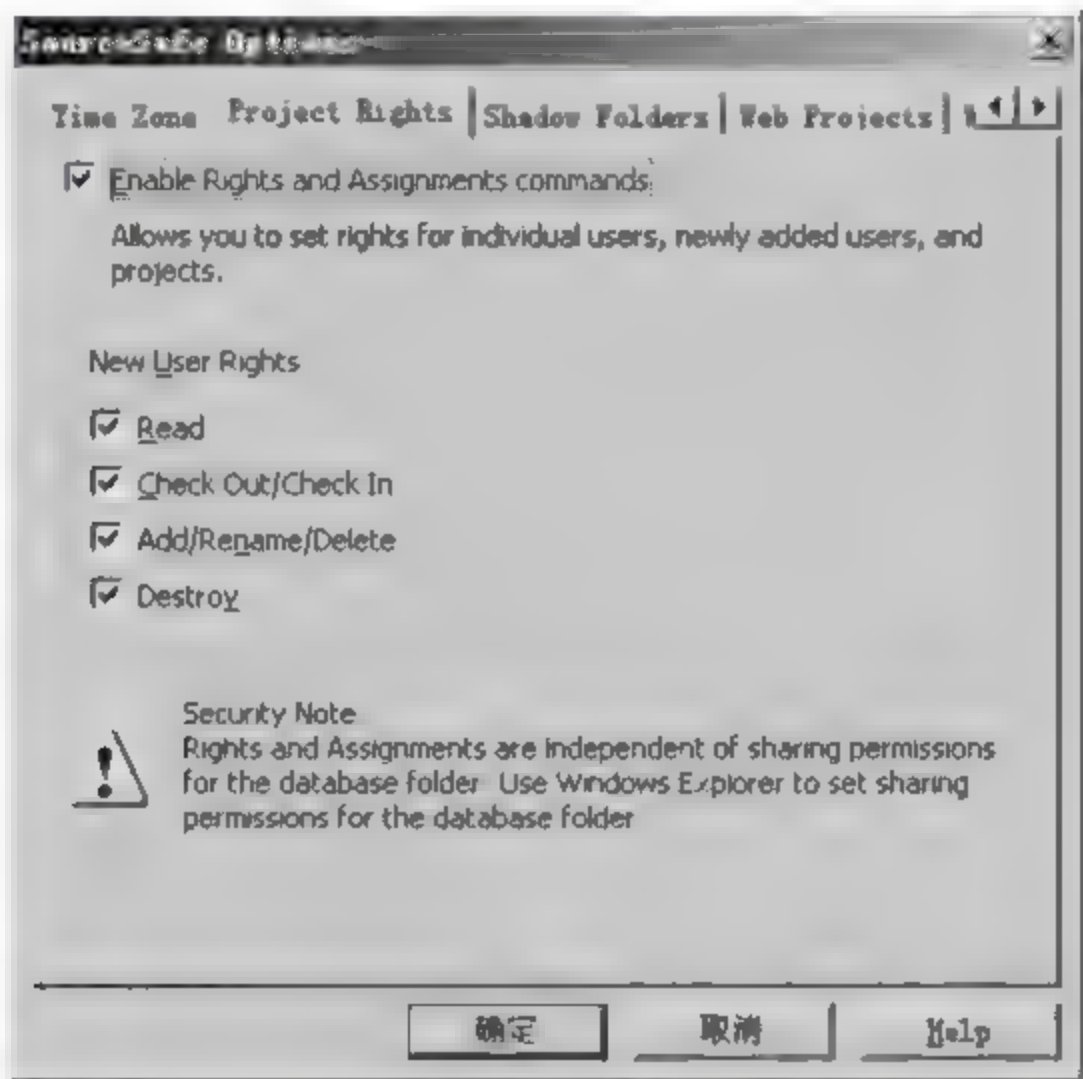 SourceSafe Options
Time Zone Project Rights Shadow Folders Web Projects
Enable Rights and Assignments commands
Allows you to set rights for individual users, newly added users, and
projects.
New User Rights
Read
Check Out/Check In
Add/Rename/Delete
Destroy
Security Note
Rights and Assignments are independent of sharing permissions
for the database folder. Use Windows Explorer to set sharing
permissions for the database folder
确定 取消 Help